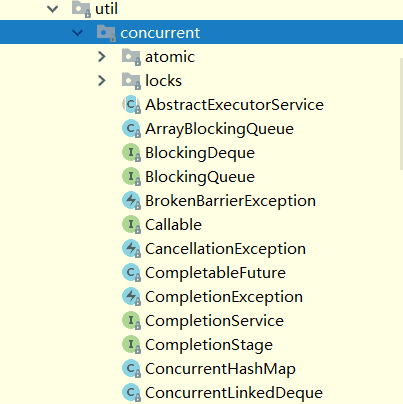 util
concurrent
atomic
locks
AbstractExecutorService
ArrayBlockingQueue
BlockingDeque
BlockingQueue
BrokenBarrierException
Callable
CancellationException
CompletableFuture
CompletionException
CompletionService
CompletionStage
ConcurrentHashMap
ConcurrentLinkedDeque